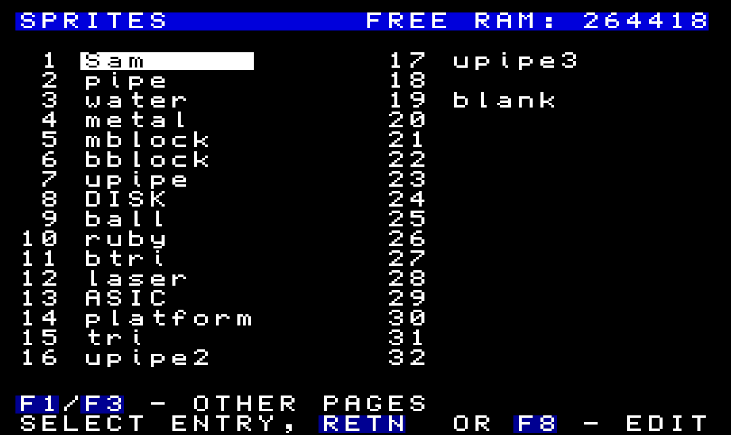 SPRITES FREE RAM: 264418
1 Sam 17 upipe3
2 pipe 18
3 water 19 blank
4 metal 20
5 mblock 21
6 bblock 22
7 upipe 23
8 DISK 24
9 ball 25
10 ruby 26
11 btri 27
12 laser 28
13 ASIC 29
14 platform 30
15 tri 31
16 upipe2 32
F1/F3 - OTHER PAGES
SELECT ENTRY, RETN OR F8 - EDIT